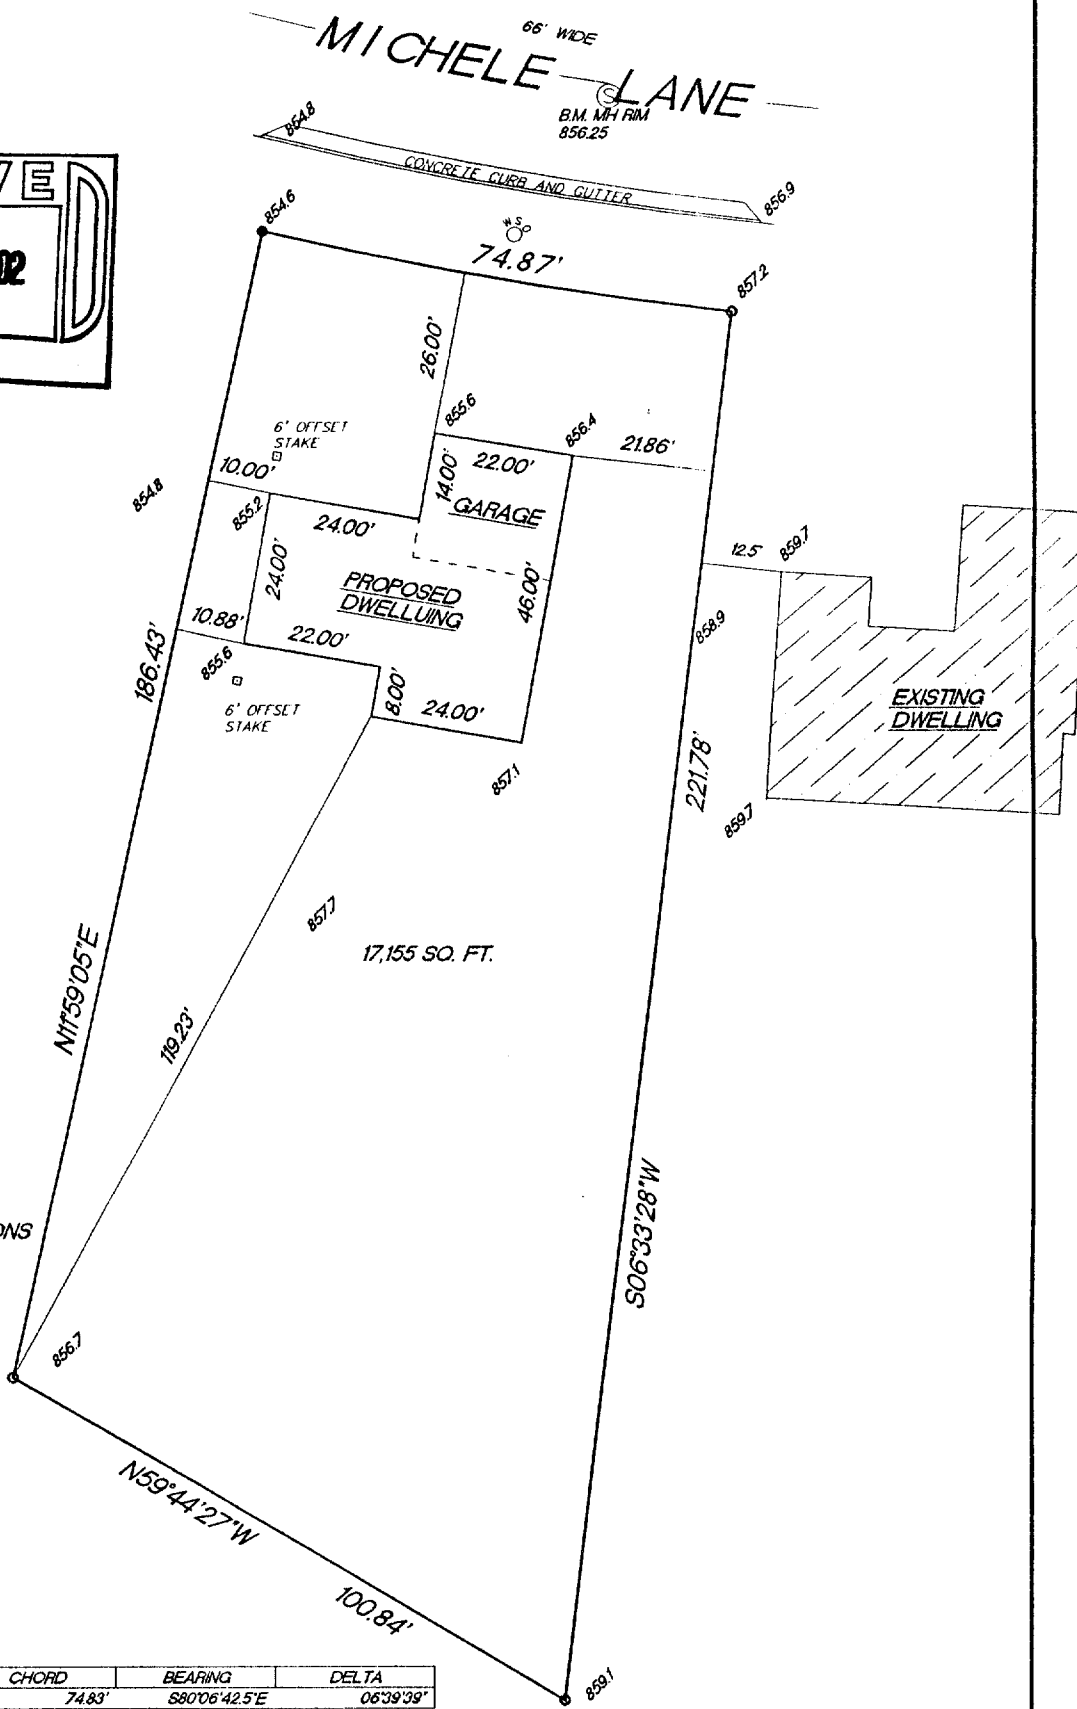 66' WIDE
MICHELE LANE
S
B.M. MH RIM
856.25
854.8
CONCRETE CURB AND GUTTER
856.9
VED
02
854.6
WSO
74.87'
857.2
26.00'
855.6
856.4
6' OFFSET
STAKE
21.86'
10.00'
22.00'
14.00'
GARAGE
854.8
855.2
24.00'
12.5'
859.7
24.00'
PROPOSED
DWELLUING
46.00'
10.88'
22.00'
858.9
186.43'
855.6
8.00'
24.00'
6' OFFSET
STAKE
EXISTING
DWELLING
857.1
221.78'
859.7
857.7
17,155 SQ. FT.
N11°59'05"E
119.23'
S06°33'28"W
ONS
856.7
N59°44'27"W
100.84'
859.1
CHORD BEARING DELTA
74.83' S80°06'42.5"E 06°39'39"